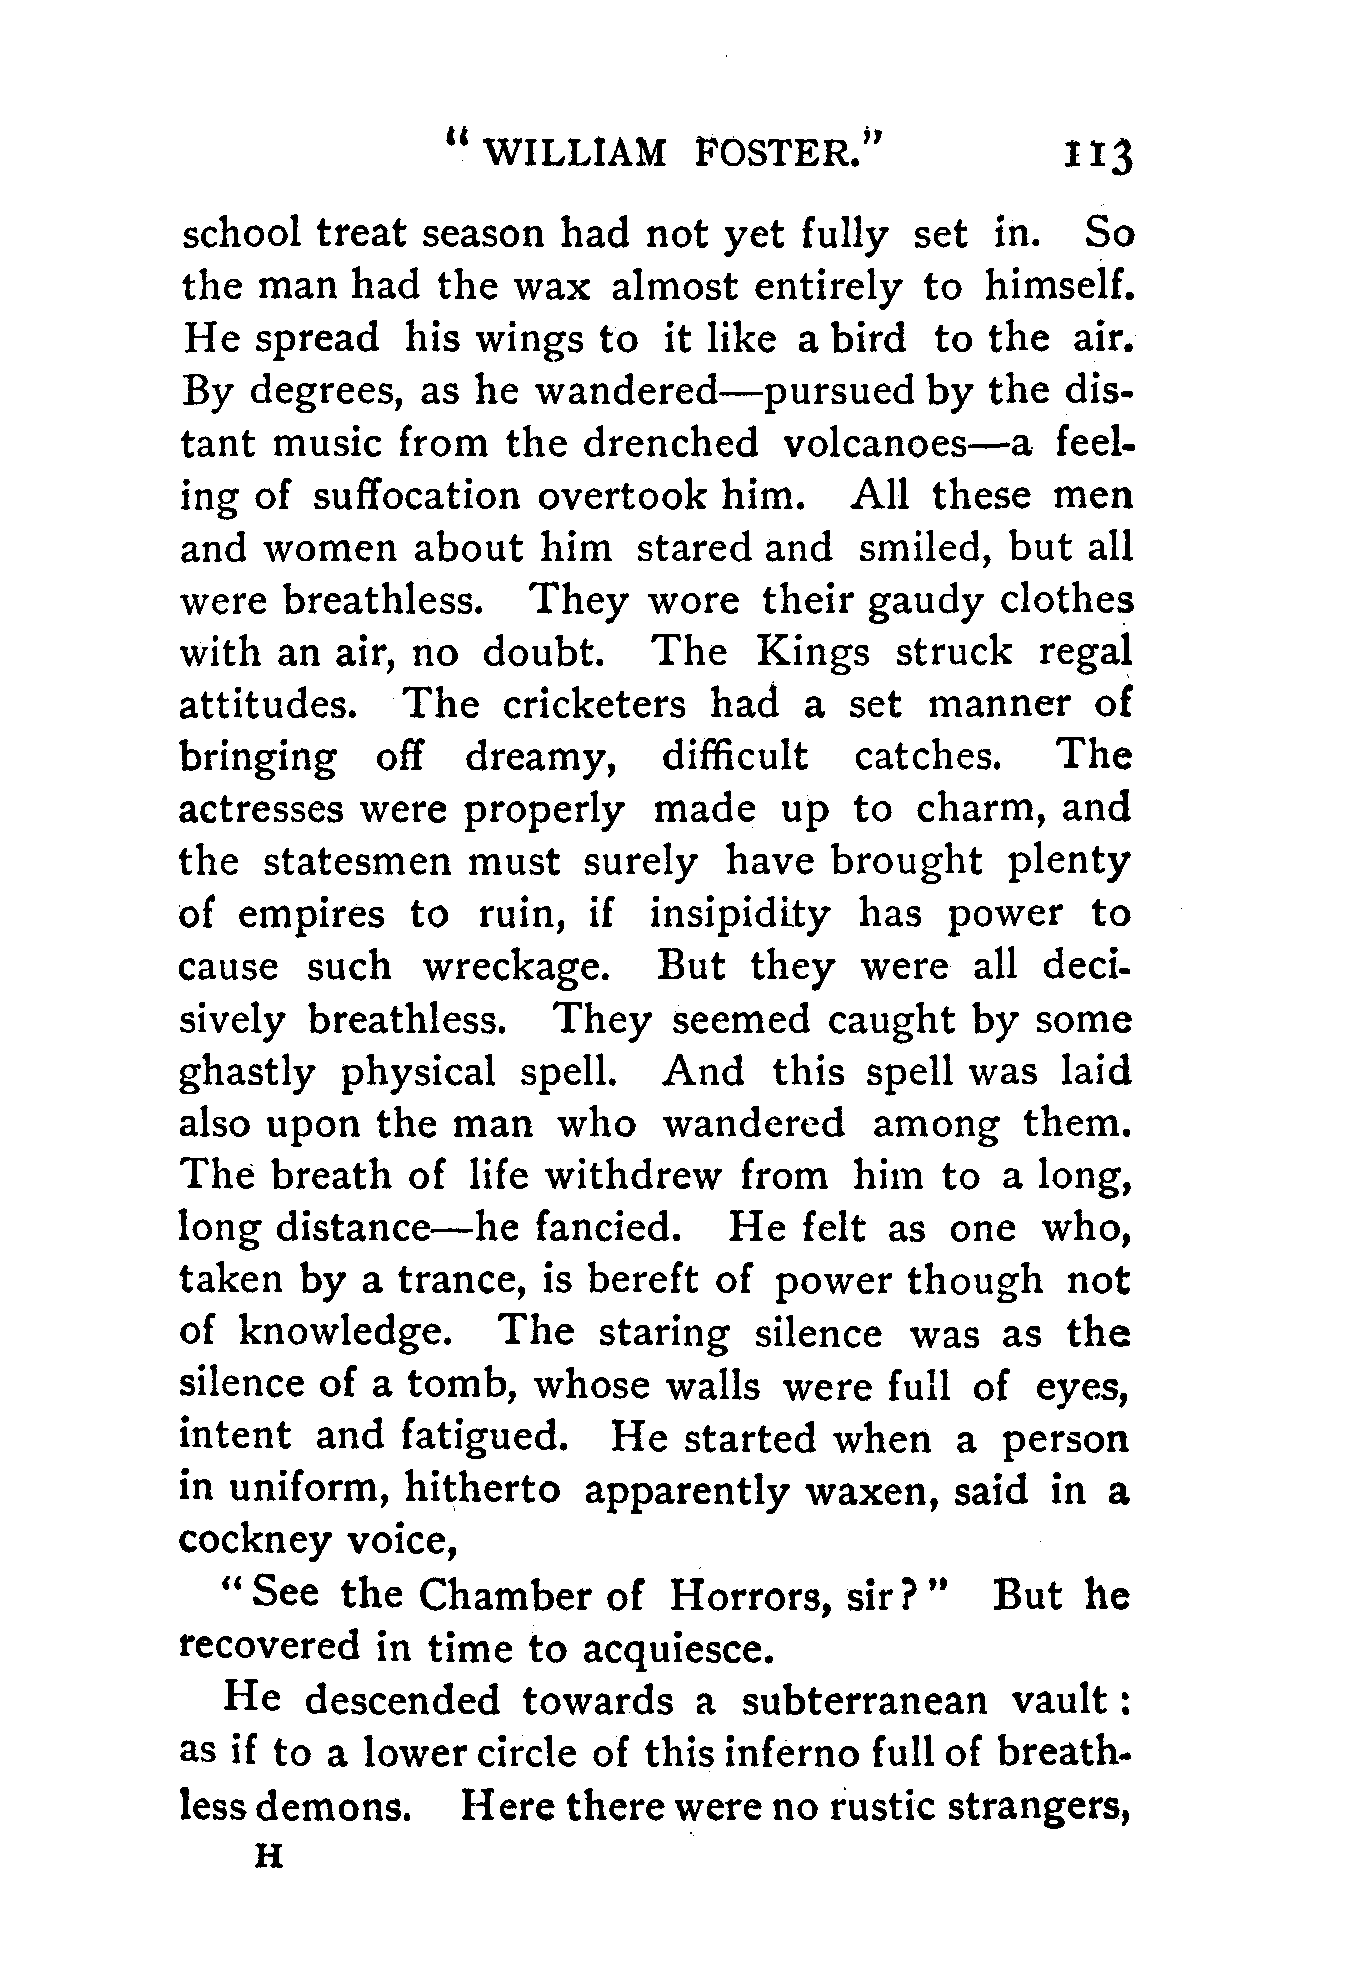 “ WILLIAM FOSTER.” 113
school treat season had not yet fully set in. So
the man had the wax almost entirely to himself.
He spread his wings to it like a bird to the air.
By degrees, as he wandered—pursued by the dis-
tant music from the drenched volcanoes—a feel-
ing of suffocation overtook him. All these men
and women about him stared and smiled, but all
were breathless. They wore their gaudy clothes
with an air, no doubt. The Kings struck regal
attitudes. The cricketers had a set manner of
bringing off dreamy, difficult catches. The
actresses were properly made up to charm, and
the statesmen must surely have brought plenty
of empires to ruin, if insipidity has power to
cause such wreckage. But they were all deci-
sively breathless. They seemed caught by some
ghastly physical spell. And this spell was laid
also upon the man who wandered among them.
The breath of life withdrew from him to a long,
long distance—he fancied. He felt as one who,
taken by a trance, is bereft of power though not
of knowledge. The staring silence was as the
silence of a tomb, whose walls were full of eyes,
intent and fatigued. He started when a person
in uniform, hitherto apparently waxen, said in a
cockney voice,
“ See the Chamber of Horrors, sir ? ” But he
recovered in time to acquiesce.
He descended towards a subterranean vault :
as if to a lower circle of this inferno full of breath-
less demons. Here there were no rustic strangers,
H